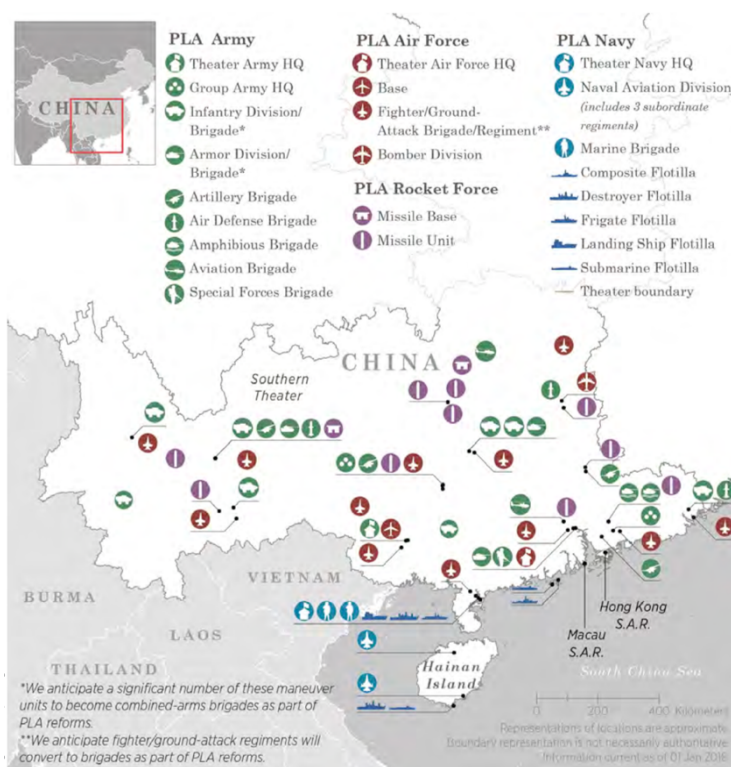 CHINA
PLA Army
Theater Army HQ
Group Army HQ
Infantry Division/
Brigade*
Armor Division/
Brigade*
Artillery Brigade
Air Defense Brigade
Amphibious Brigade
Aviation Brigade
Special Forces Brigade
PLA Air Force
Theater Air Force HQ
Base
Fighter/Ground-
Attack Brigade/Regiment**
Bomber Division
PLA Rocket Force
Missile Base
Missile Unit
PLA Navy
Theater Navy HQ
Naval Aviation Division
(includes 3 subordinate
regiments)
Marine Brigade
Composite Flotilla
Destroyer Flotilla
Frigate Flotilla
Landing Ship Flotilla
Submarine Flotilla
Theater boundary
CHINA
Southern
Theater
VIETNAM
BURMA
LAOS
THAILAND
Hong Kong
S.A.R.
Macau
S.A.R.
Hainan
Island
South China Sea
0 200 400 Kilometers
*We anticipate a significant number of these maneuver
units to become combined-arms brigades as part of
PLA reforms.
**We anticipate fighter/ground-attack regiments will
convert to brigades as part of PLA reforms.
Representations of locations are approximate.
Boundary representation is not necessarily authoritative
Information current as of 01 Jan 2018